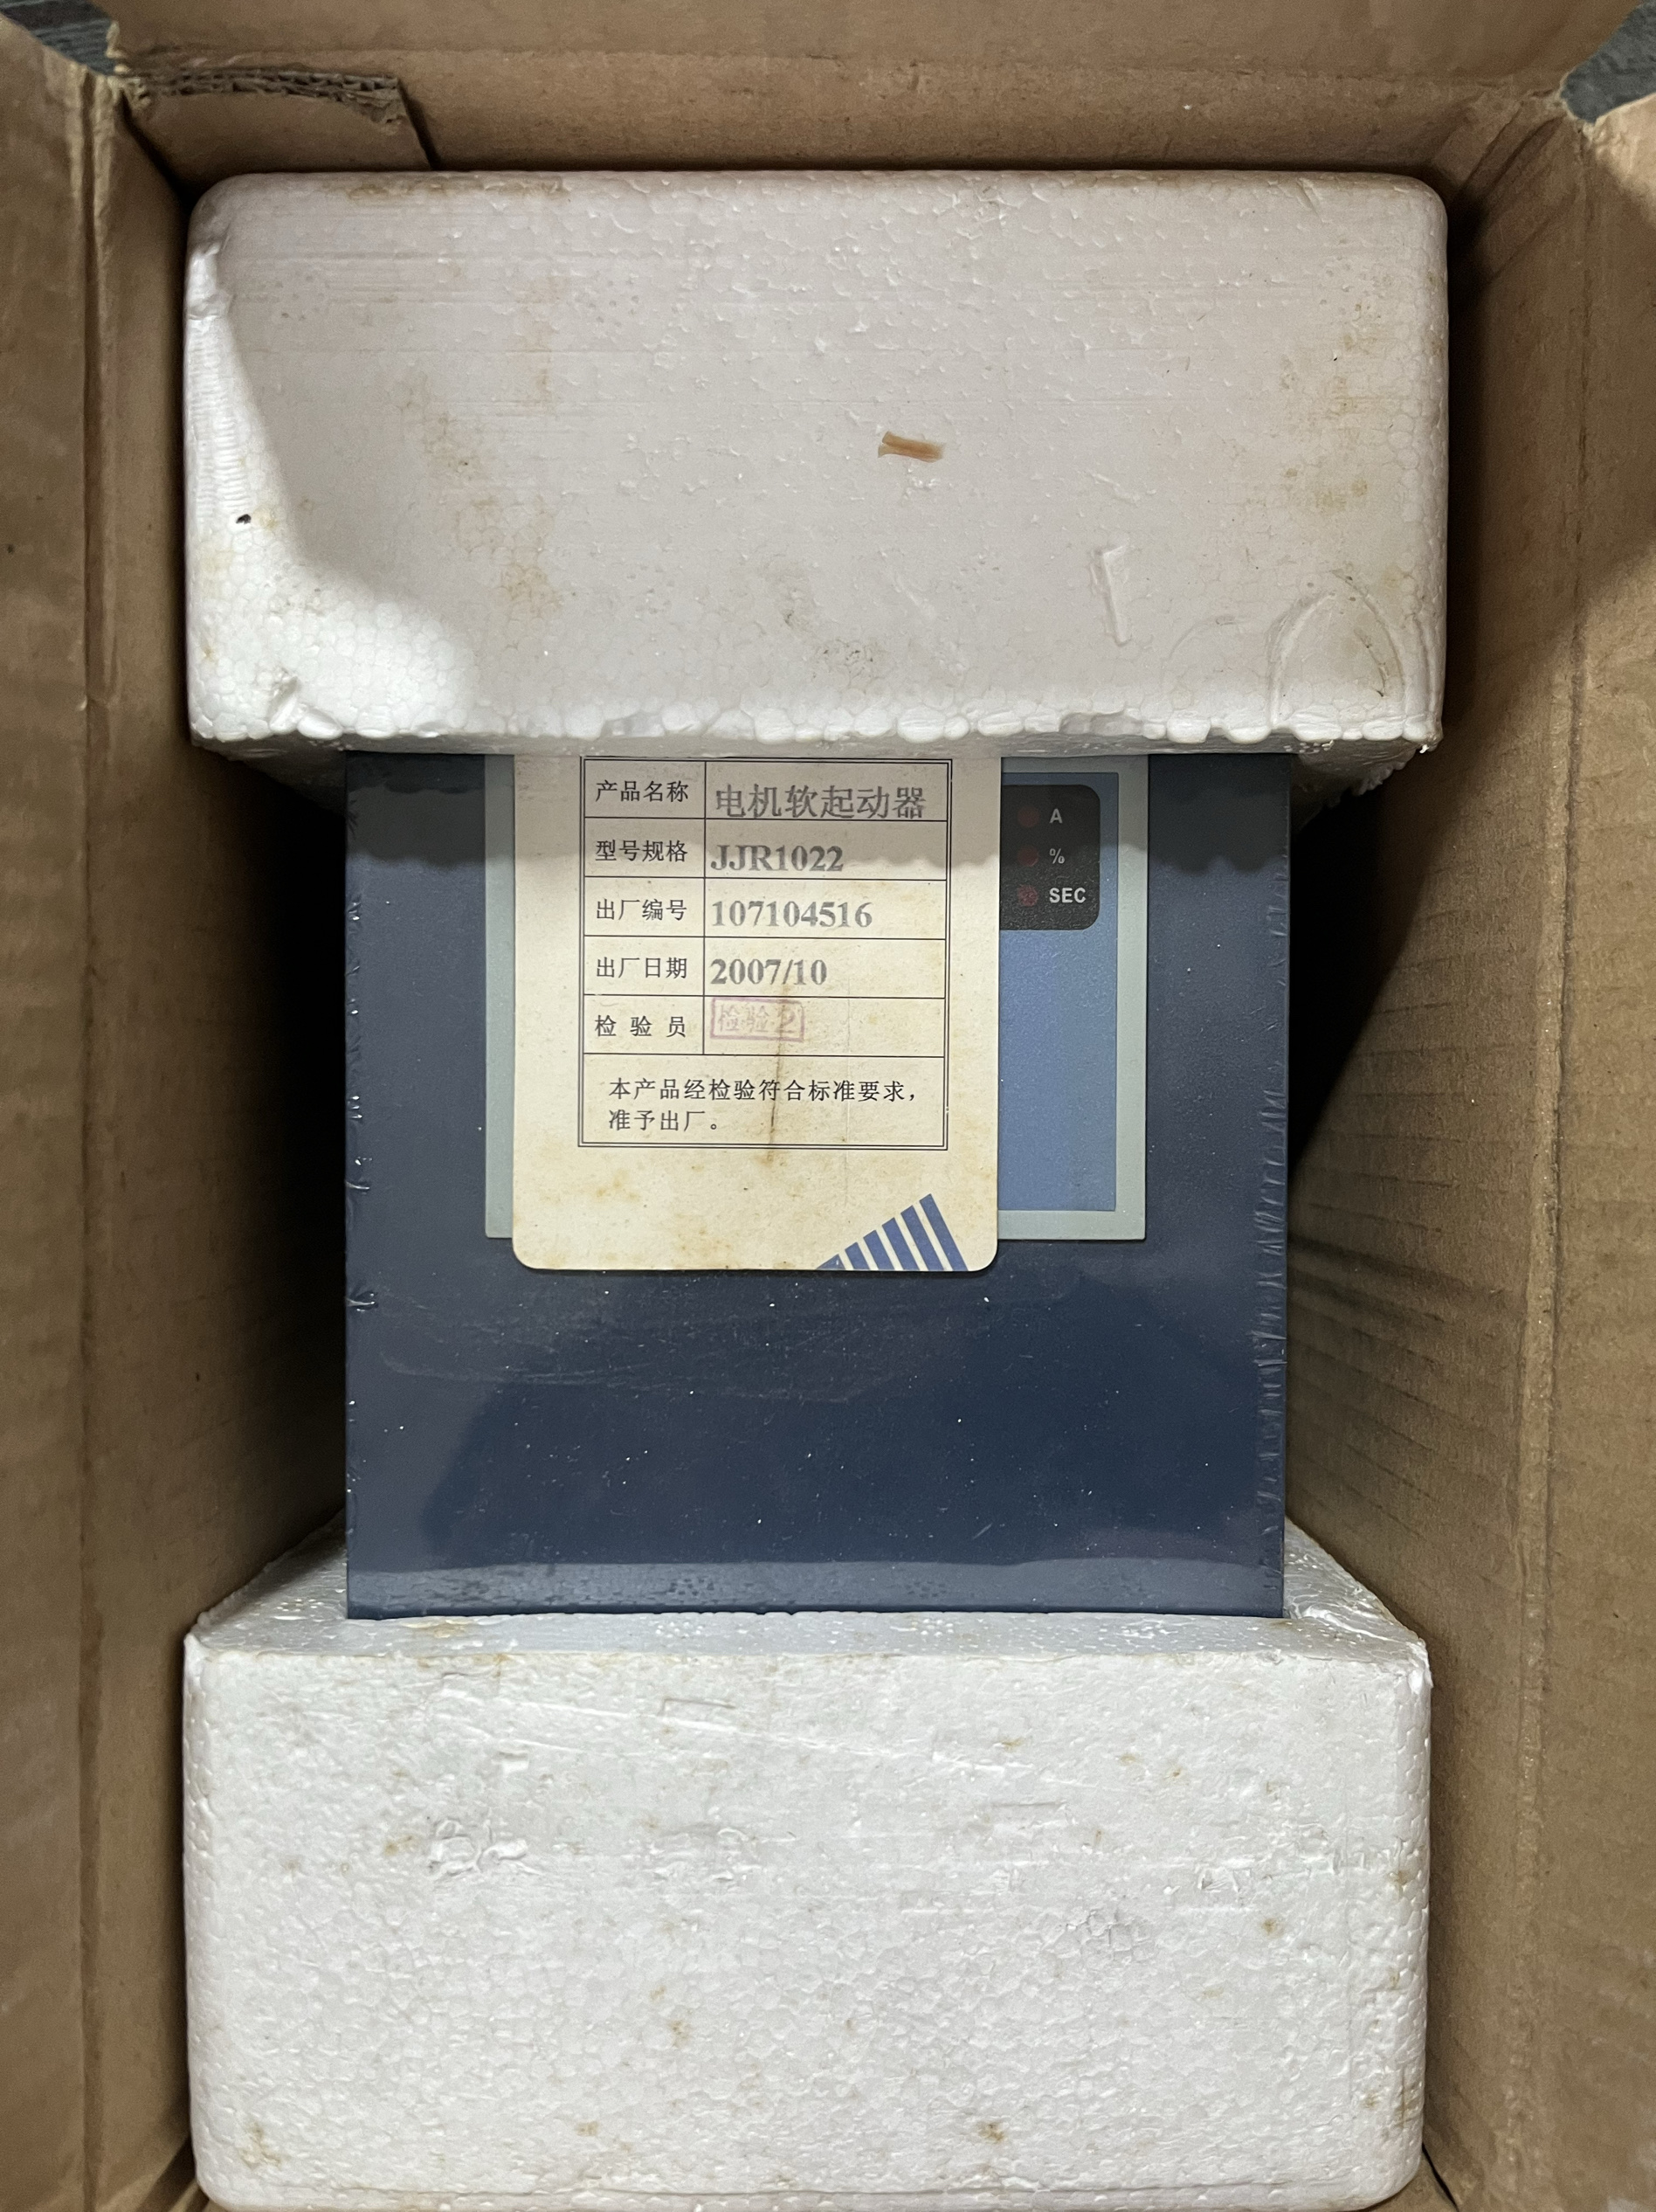 产品名称 电机软起动器
型号规格 JJR1022
出厂编号 107104516
出厂日期 2007/10
检验员 检验2
本产品经检验符合标准要求，
准予出厂。
A
%
SEC